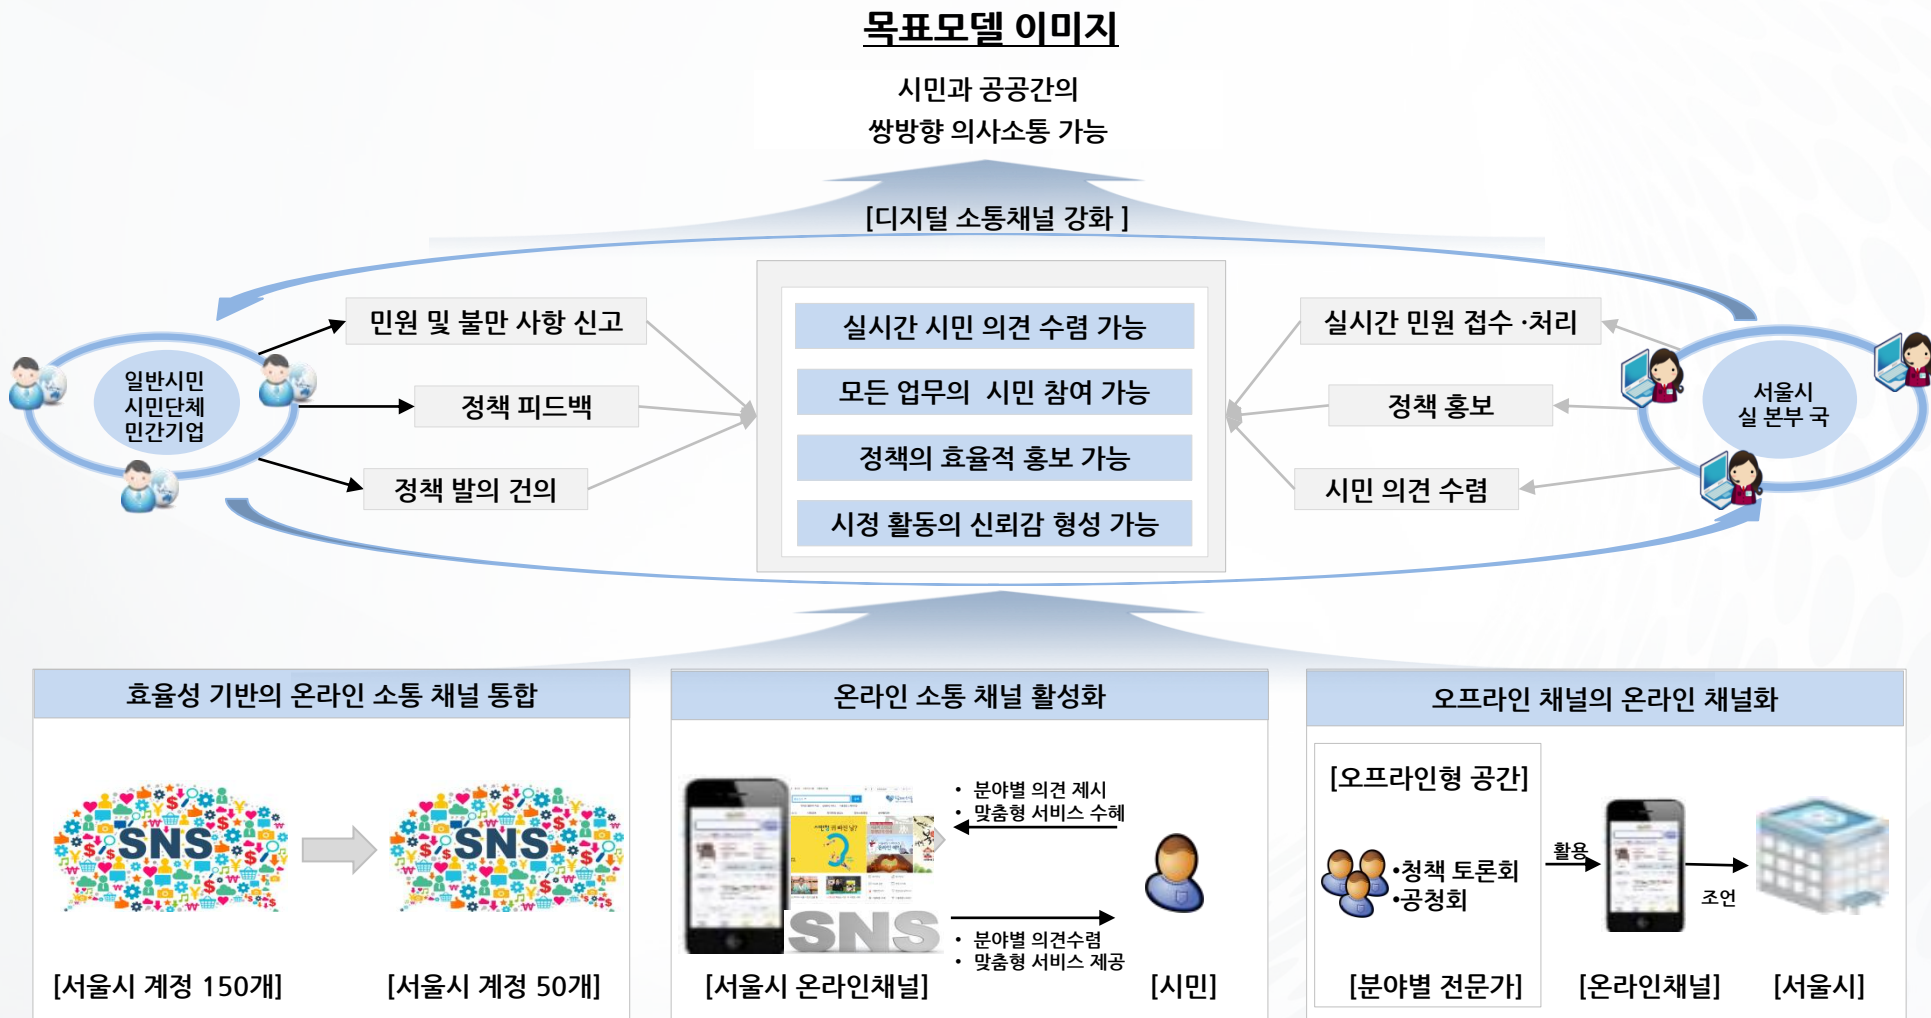 목표모델 이미지
시민과 공공간의
쌍방향 의사소통 가능
[디지털 소통채널 강화 ]
민원 및 불만 사항 신고
정책 피드백
정책 발의 건의
일반시민
시민단체
민간기업
실시간 시민 의견 수렴 가능
모든 업무의 시민 참여 가능
정책의 효율적 홍보 가능
시정 활동의 신뢰감 형성 가능
실시간 민원 접수 ·처리
정책 홍보
시민 의견 수렴
서울시
실 본부 국
효율성 기반의 온라인 소통 채널 통합
SNS
SNS
[서울시 계정 150개]
[서울시 계정 50개]
온라인 소통 채널 활성화
• 분야별 의견 제시
• 맞춤형 서비스 수혜
SNS
• 분야별 의견수렴
• 맞춤형 서비스 제공
[서울시 온라인채널]
[시민]
오프라인 채널의 온라인 채널화
[오프라인형 공간]
•청책 토론회
•공청회
활용
조언
[분야별 전문가]
[온라인채널]
[서울시]